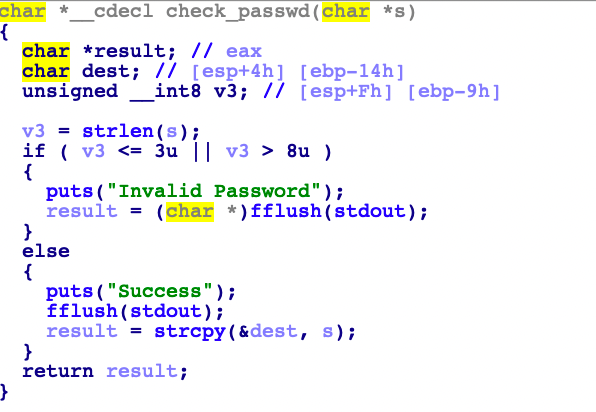 char *__cdecl check_passwd(char *s)
{
  char *result; // eax
  char dest; // [esp+4h] [ebp-14h]
  unsigned __int8 v3; // [esp+Fh] [ebp-9h]

  v3 = strlen(s);
  if ( v3 <= 3u || v3 > 8u )
  {
    puts("Invalid Password");
    result = (char *)fflush(stdout);
  }
  else
  {
    puts("Success");
    fflush(stdout);
    result = strcpy(&dest, s);
  }
  return result;
}